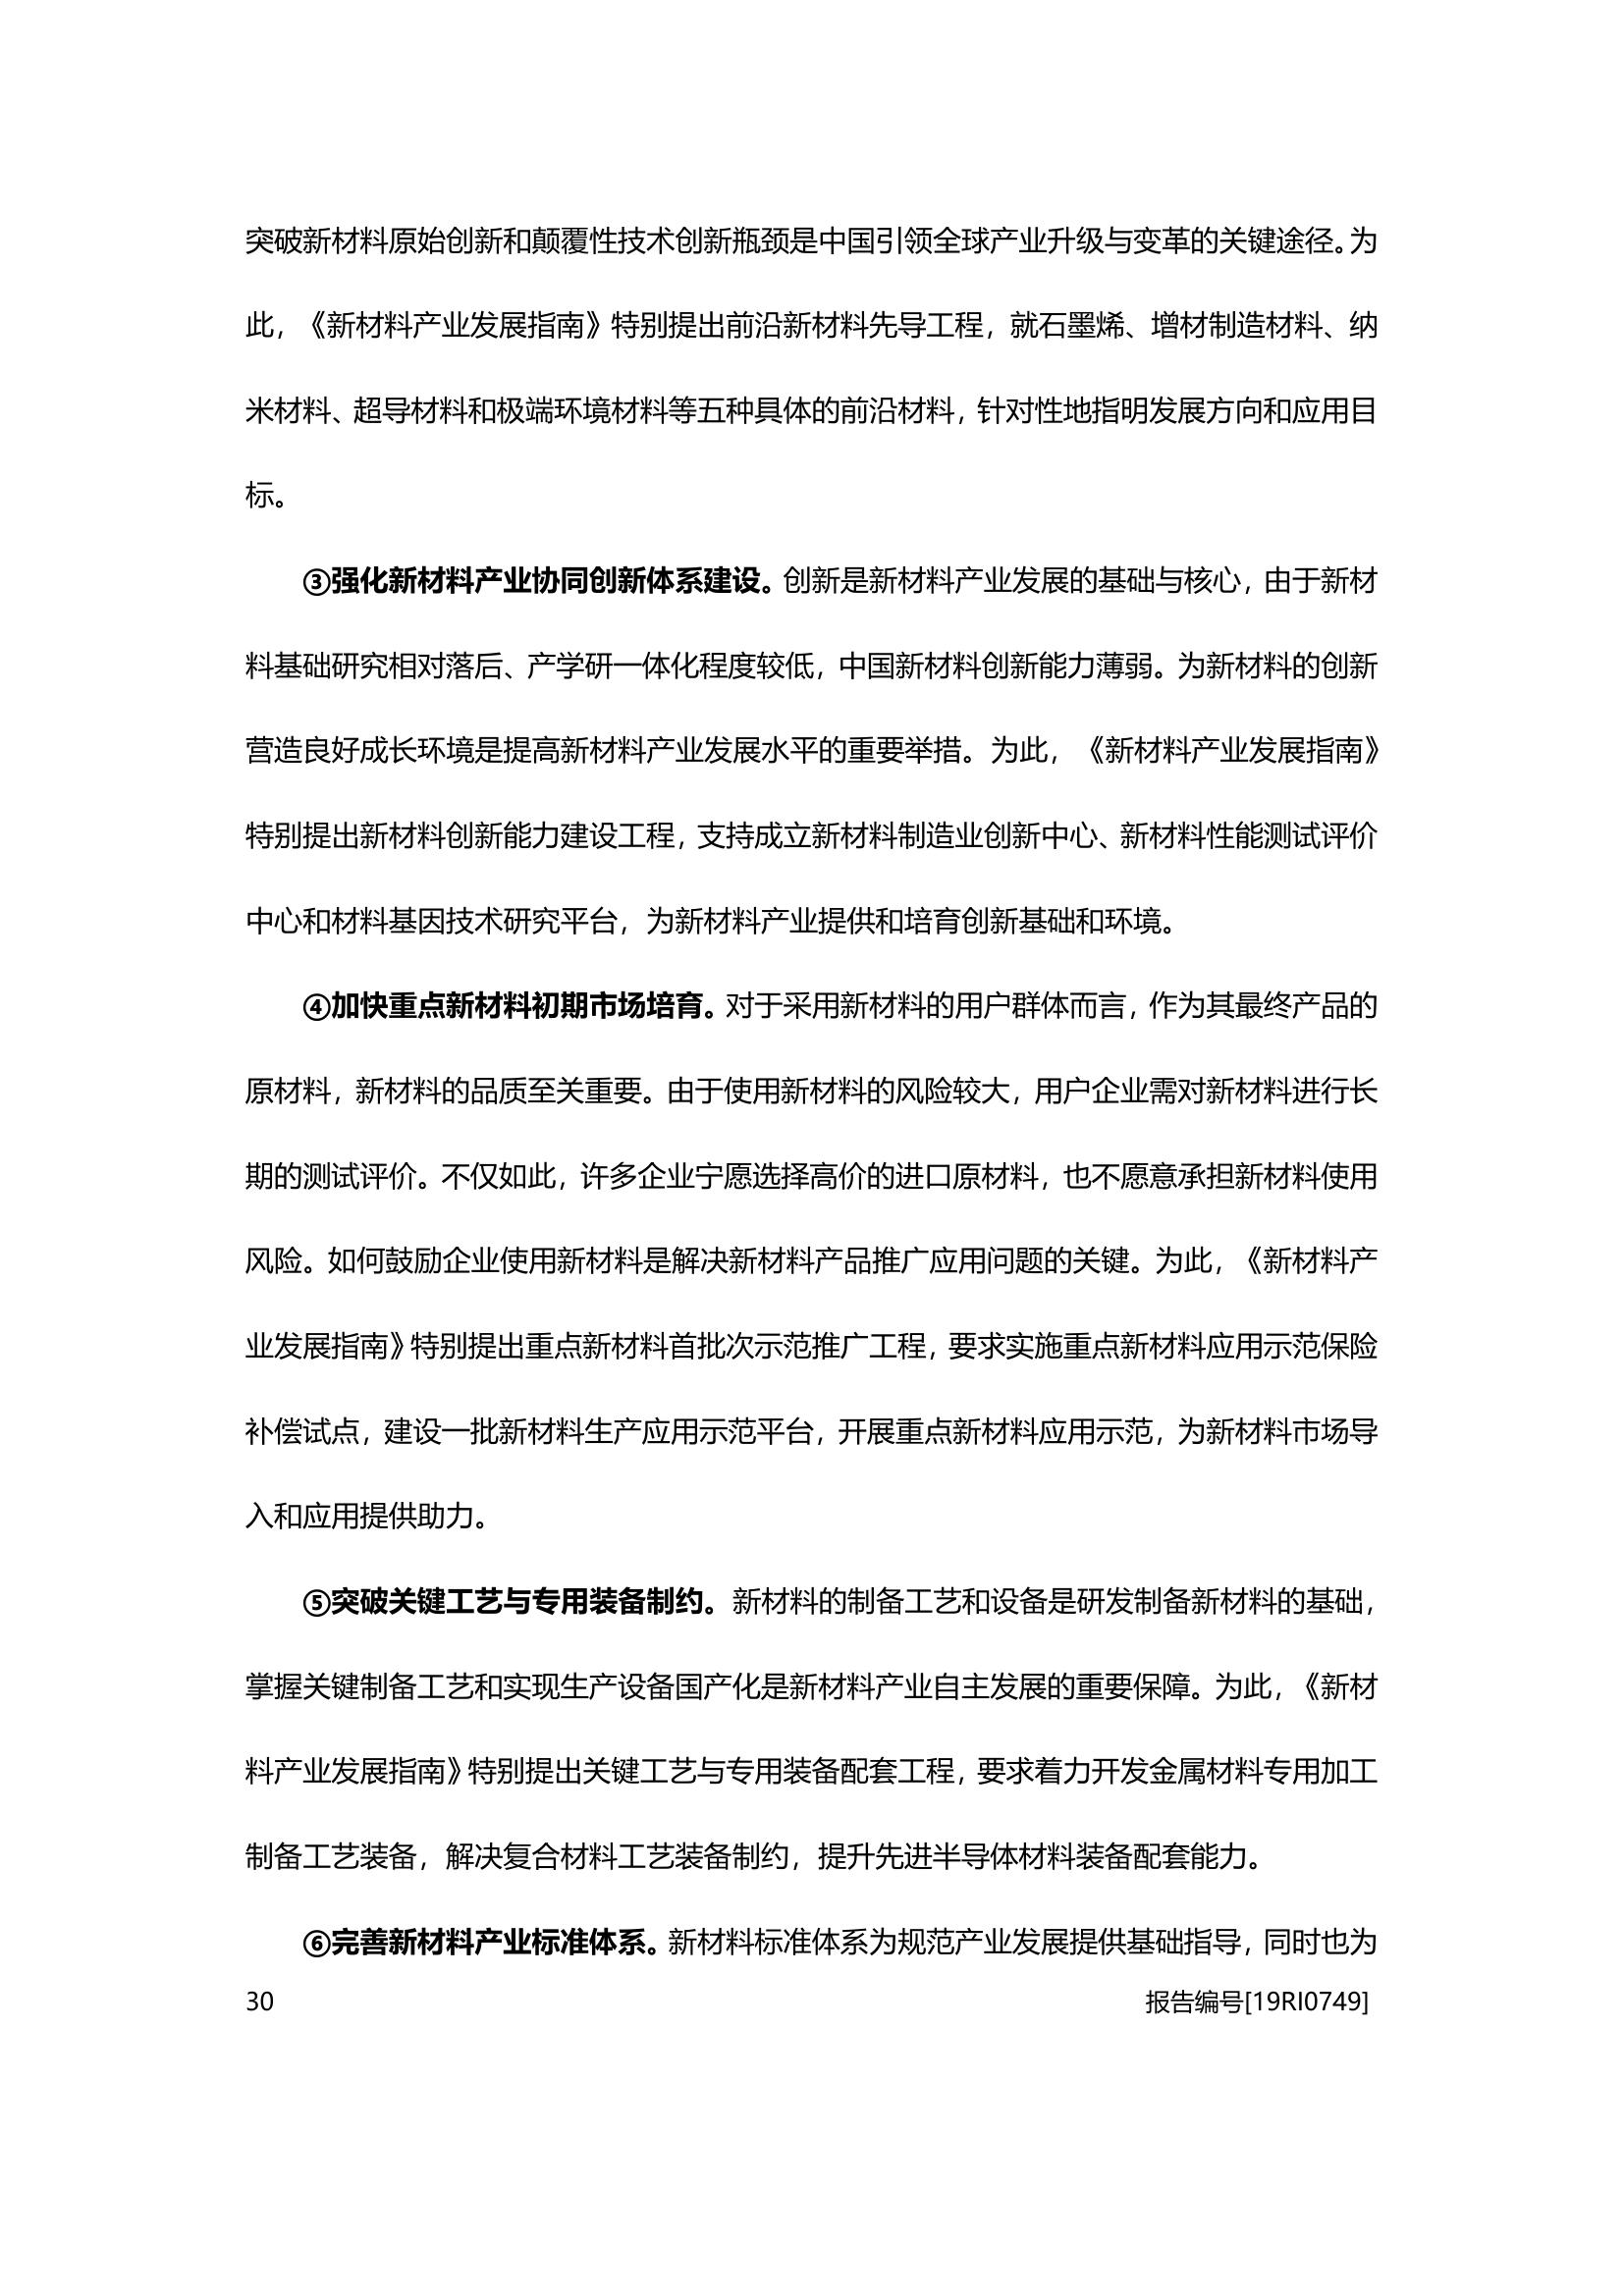 突破新材料原始创新和颠覆性技术创新瓶颈是中国引领全球产业升级与变革的关键途径。为
此，《新材料产业发展指南》特别提出前沿新材料先导工程，就石墨烯、增材制造材料、纳
米材料、超导材料和极端环境材料等五种具体的前沿材料，针对性地指明发展方向和应用目
标。
③强化新材料产业协同创新体系建设。创新是新材料产业发展的基础与核心，由于新材
料基础研究相对落后、产学研一体化程度较低，中国新材料创新能力薄弱。为新材料的创新
营造良好成长环境是提高新材料产业发展水平的重要举措。为此，《新材料产业发展指南》
特别提出新材料创新能力建设工程，支持成立新材料制造业创新中心、新材料性能测试评价
中心和材料基因技术研究平台，为新材料产业提供和培育创新基础和环境。
④加快重点新材料初期市场培育。对于采用新材料的用户群体而言，作为其最终产品的
原材料，新材料的品质至关重要。由于使用新材料的风险较大，用户企业需对新材料进行长
期的测试评价。不仅如此，许多企业宁愿选择高价的进口原材料，也不愿意承担新材料使用
风险。如何鼓励企业使用新材料是解决新材料产品推广应用问题的关键。为此，《新材料产
业发展指南》特别提出重点新材料首批次示范推广工程，要求实施重点新材料应用示范保险
补偿试点，建设一批新材料生产应用示范平台，开展重点新材料应用示范，为新材料市场导
入和应用提供助力。
⑤突破关键工艺与专用装备制约。新材料的制备工艺和设备是研发制备新材料的基础，
掌握关键制备工艺和实现生产设备国产化是新材料产业自主发展的重要保障。为此，《新材
料产业发展指南》特别提出关键工艺与专用装备配套工程，要求着力开发金属材料专用加工
制备工艺装备，解决复合材料工艺装备制约，提升先进半导体材料装备配套能力。
⑥完善新材料产业标准体系。新材料标准体系为规范产业发展提供基础指导，同时也为
30 报告编号[19RI0749]